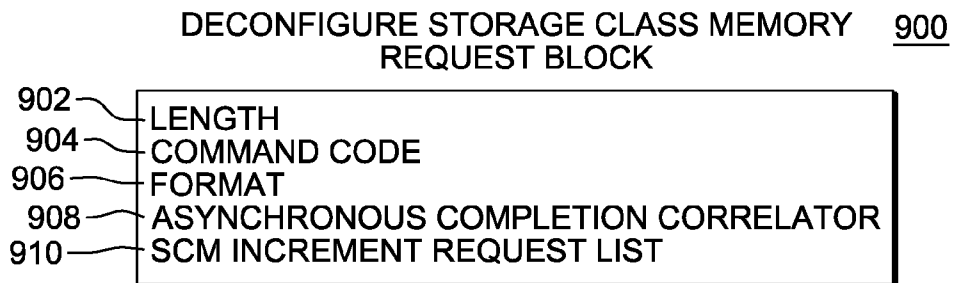 DECONFIGURE STORAGE CLASS MEMORY 900
REQUEST BLOCK
902 LENGTH
904 COMMAND CODE
906 FORMAT
908 ASYNCHRONOUS COMPLETION CORRELATOR
910 SCM INCREMENT REQUEST LIST